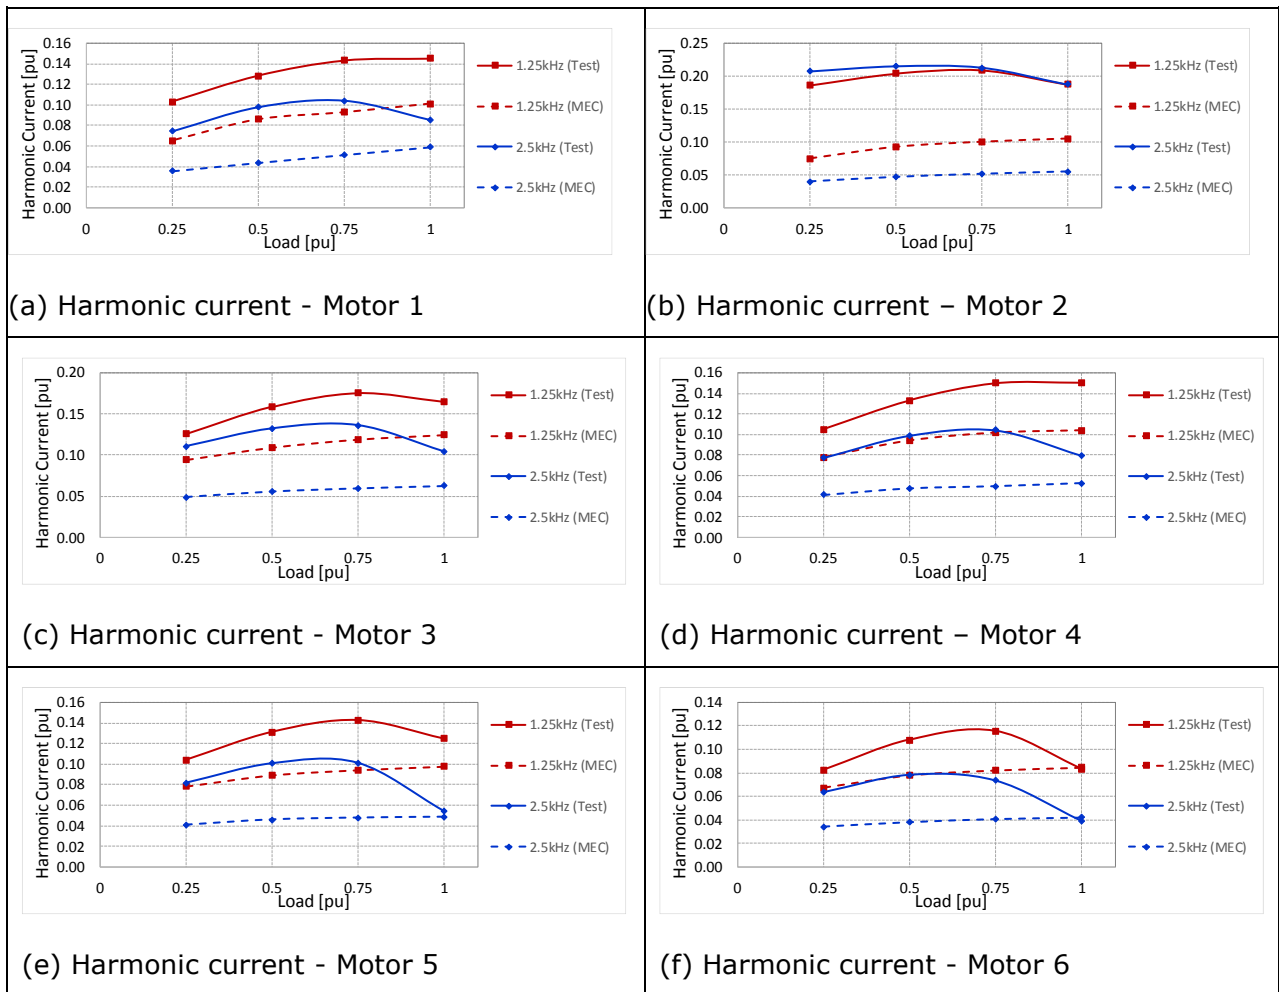 Harmonic Current [pu]
0.16
0.14
0.12
0.10
0.08
0.06
0.04
0.02
0.00
0 0.25 0.5 0.75 1
Load [pu]
1.25kHz (Test)
1.25kHz (MEC)
2.5kHz (Test)
2.5kHz (MEC)
(a) Harmonic current - Motor 1
Harmonic Current [pu]
0.25
0.20
0.15
0.10
0.05
0.00
0 0.25 0.5 0.75 1
Load [pu]
1.25kHz (Test)
1.25kHz (MEC)
2.5kHz (Test)
2.5kHz (MEC)
(b) Harmonic current – Motor 2
Harmonic Current [pu]
0.20
0.15
0.10
0.05
0.00
0 0.25 0.5 0.75 1
Load [pu]
1.25kHz (Test)
1.25kHz (MEC)
2.5kHz (Test)
2.5kHz (MEC)
(c) Harmonic current - Motor 3
Harmonic Current [pu]
0.16
0.14
0.12
0.10
0.08
0.06
0.04
0.02
0.00
0 0.25 0.5 0.75 1
Load [pu]
1.25kHz (Test)
1.25kHz (MEC)
2.5kHz (Test)
2.5kHz (MEC)
(d) Harmonic current – Motor 4
Harmonic Current [pu]
0.16
0.14
0.12
0.10
0.08
0.06
0.04
0.02
0.00
0 0.25 0.5 0.75 1
Load [pu]
1.25kHz (Test)
1.25kHz (MEC)
2.5kHz (Test)
2.5kHz (MEC)
(e) Harmonic current - Motor 5
Harmonic Current [pu]
0.14
0.12
0.10
0.08
0.06
0.04
0.02
0.00
0 0.25 0.5 0.75 1
Load [pu]
1.25kHz (Test)
1.25kHz (MEC)
2.5kHz (Test)
2.5kHz (MEC)
(f) Harmonic current - Motor 6